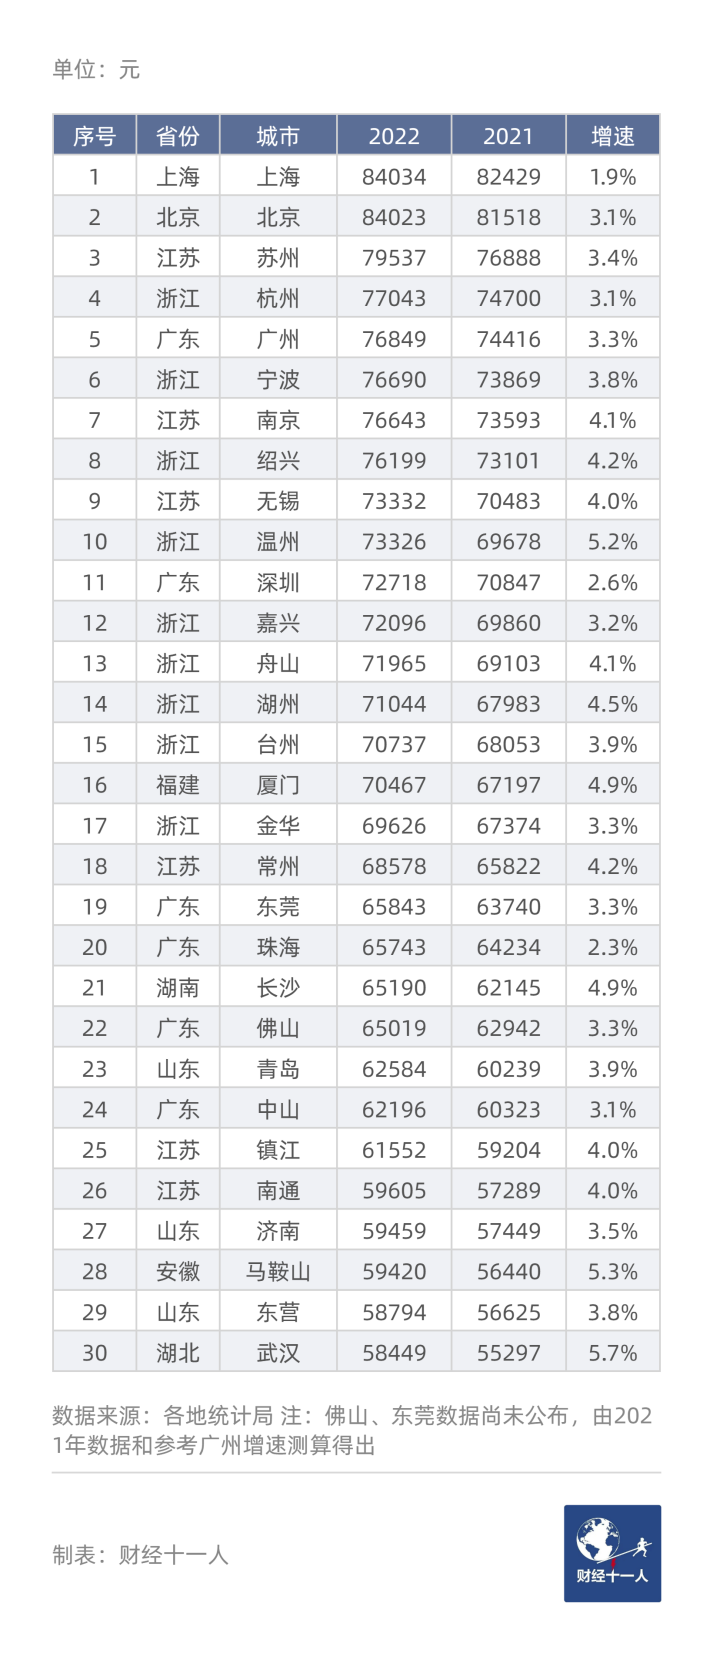 单位：元
序号 省份 城市 2022 2021 增速
1 上海 上海 84034 82429 1.9%
2 北京 北京 84023 81518 3.1%
3 江苏 苏州 79537 76888 3.4%
4 浙江 杭州 77043 74700 3.1%
5 广东 广州 76849 74416 3.3%
6 浙江 宁波 76690 73869 3.8%
7 江苏 南京 76643 73593 4.1%
8 浙江 绍兴 76199 73101 4.2%
9 江苏 无锡 73332 70483 4.0%
10 浙江 温州 73326 69678 5.2%
11 广东 深圳 72718 70847 2.6%
12 浙江 嘉兴 72096 69860 3.2%
13 浙江 舟山 71965 69103 4.1%
14 浙江 湖州 71044 67983 4.5%
15 浙江 台州 70737 68053 3.9%
16 福建 厦门 70467 67197 4.9%
17 浙江 金华 69626 67374 3.3%
18 江苏 常州 68578 65822 4.2%
19 广东 东莞 65843 63740 3.3%
20 广东 珠海 65743 64234 2.3%
21 湖南 长沙 65190 62145 4.9%
22 广东 佛山 65019 62942 3.3%
23 山东 青岛 62584 60239 3.9%
24 广东 中山 62196 60323 3.1%
25 江苏 镇江 61552 59204 4.0%
26 江苏 南通 59605 57289 4.0%
27 山东 济南 59459 57449 3.5%
28 安徽 马鞍山 59420 56440 5.3%
29 山东 东营 58794 56625 3.8%
30 湖北 武汉 58449 55297 5.7%
数据来源：各地统计局 注：佛山、东莞数据尚未公布，由202
1年数据和参考广州增速测算得出
制表：财经十一人
财经十一人